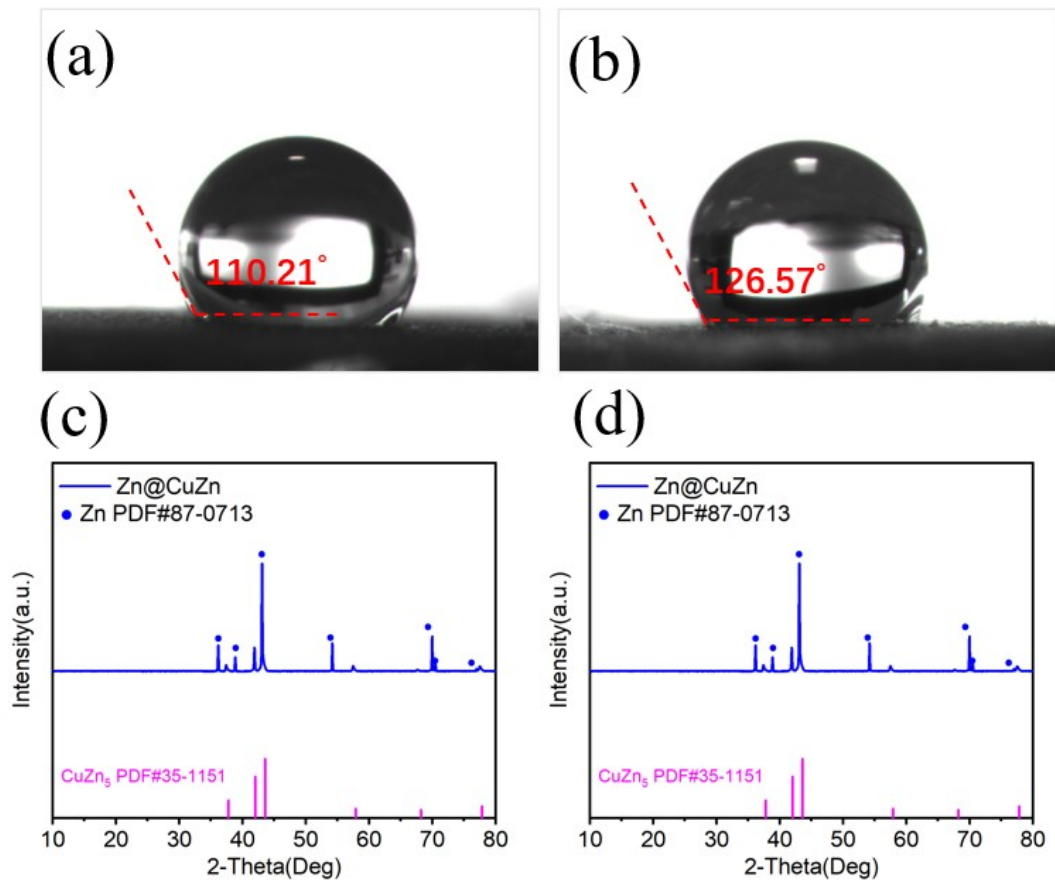 (a)
110.21°
(b)
126.57°
(c)
Zn@CuZn
Zn PDF#87-0713
Intensity(a.u.)
CuZn₅ PDF#35-1151
10 20 30 40 50 60 70 80
2-Theta(Deg)
(d)
Zn@CuZn
Zn PDF#87-0713
Intensity(a.u.)
CuZn₅ PDF#35-1151
10 20 30 40 50 60 70 80
2-Theta(Deg)